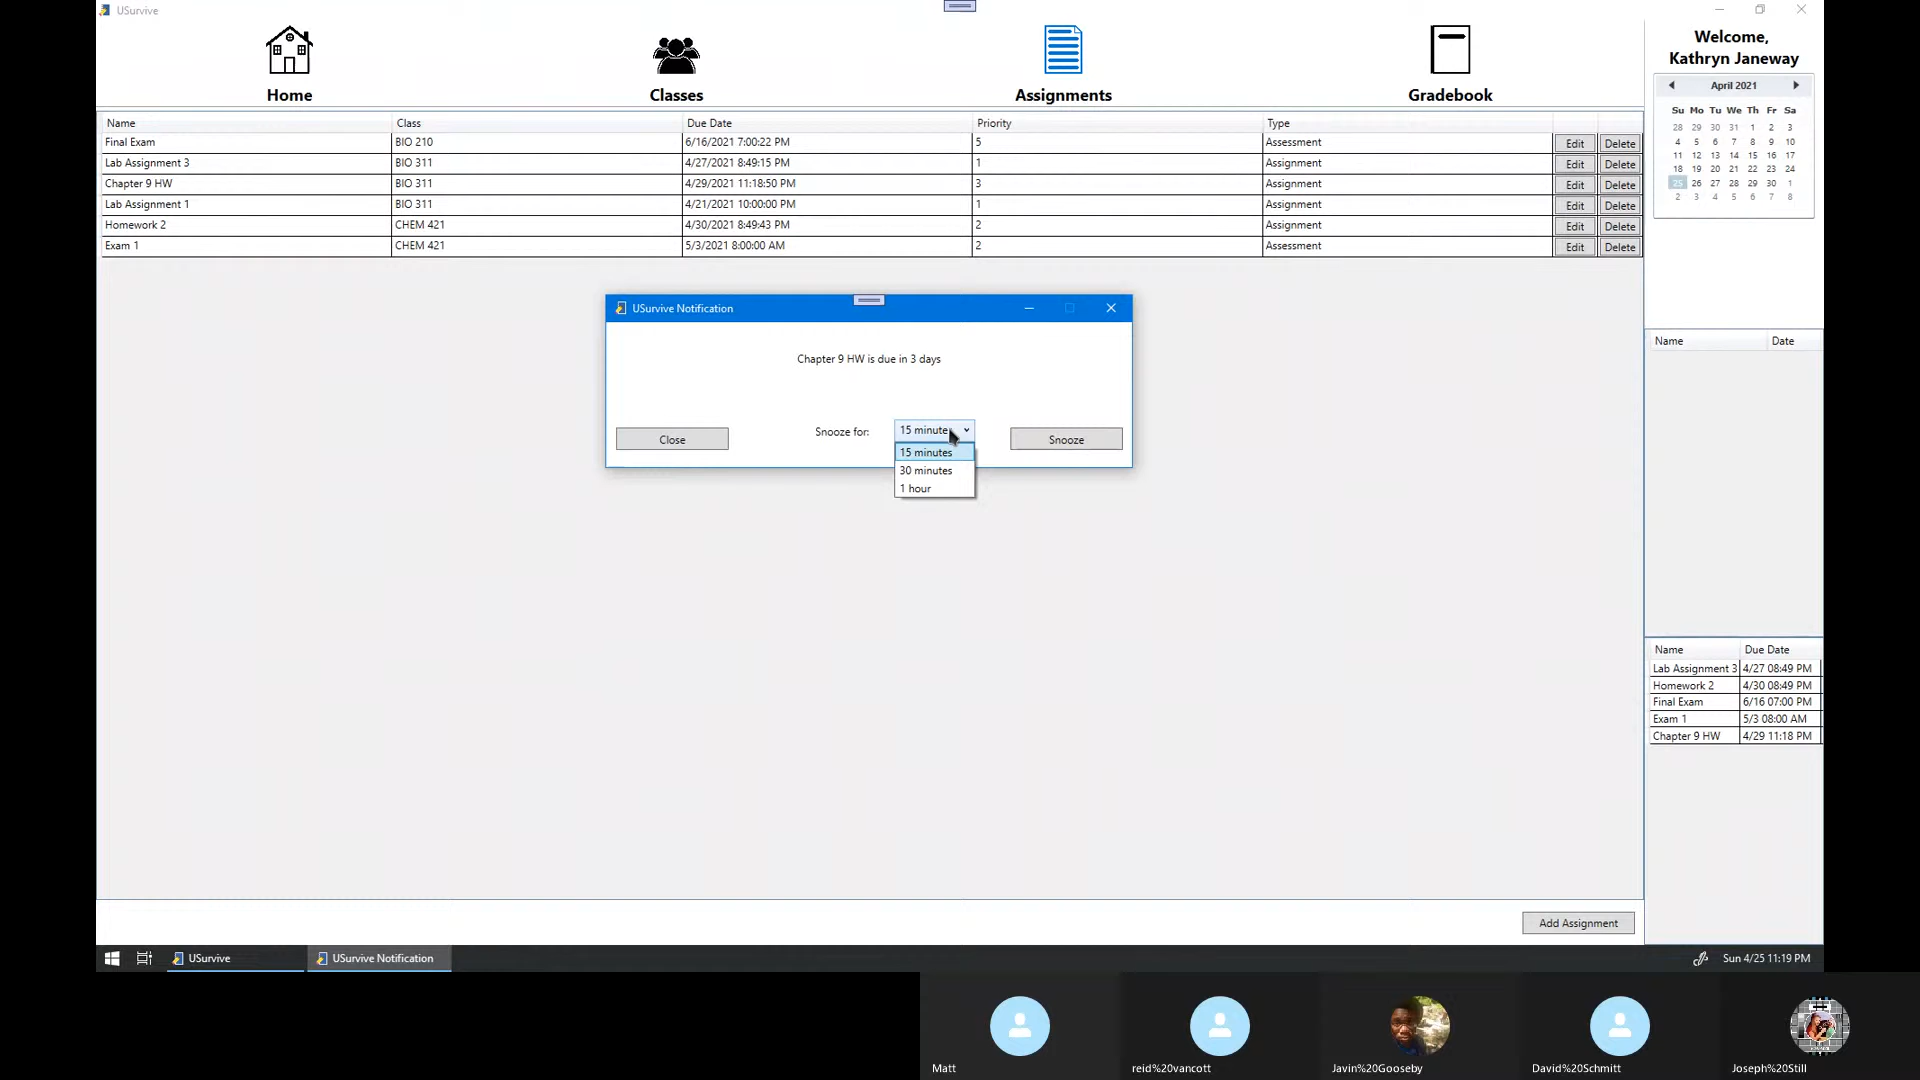 USurvive
Home
Classes
Assignments
Gradebook
Welcome,
Kathryn Janeway
April 2021
Su Mo Tu We Th Fr Sa
28 29 30 31 1 2 3
4 5 6 7 8 9 10
11 12 13 14 15 16 17
18 19 20 21 22 23 24
25 26 27 28 29 30 1
2 3 4 5 6 7 8
Name Class Due Date Priority Type
Final Exam BIO 210 6/16/2021 7:00:22 PM 5 Assessment Edit Delete
Lab Assignment 3 BIO 311 4/27/2021 8:49:15 PM 1 Assignment Edit Delete
Chapter 9 HW BIO 311 4/29/2021 11:18:50 PM 3 Assignment Edit Delete
Lab Assignment 1 BIO 311 4/21/2021 10:00:00 PM 1 Assignment Edit Delete
Homework 2 CHEM 421 4/30/2021 8:49:43 PM 2 Assignment Edit Delete
Exam 1 CHEM 421 5/3/2021 8:00:00 AM 2 Assessment Edit Delete
USurvive Notification
Chapter 9 HW is due in 3 days
Close
Snooze for:
15 minutes
Snooze
15 minutes
30 minutes
1 hour
Name Date
Name Due Date
Lab Assignment 3 4/27 08:49 PM
Homework 2 4/30 08:49 PM
Final Exam 6/16 07:00 PM
Exam 1 5/3 08:00 AM
Chapter 9 HW 4/29 11:18 PM
Add Assignment
USurvive
USurvive Notification
Sun 4/25 11:19 PM
Matt
reid%20vancott
Javin%20Gooseby
David%20Schmitt
Joseph%20Still